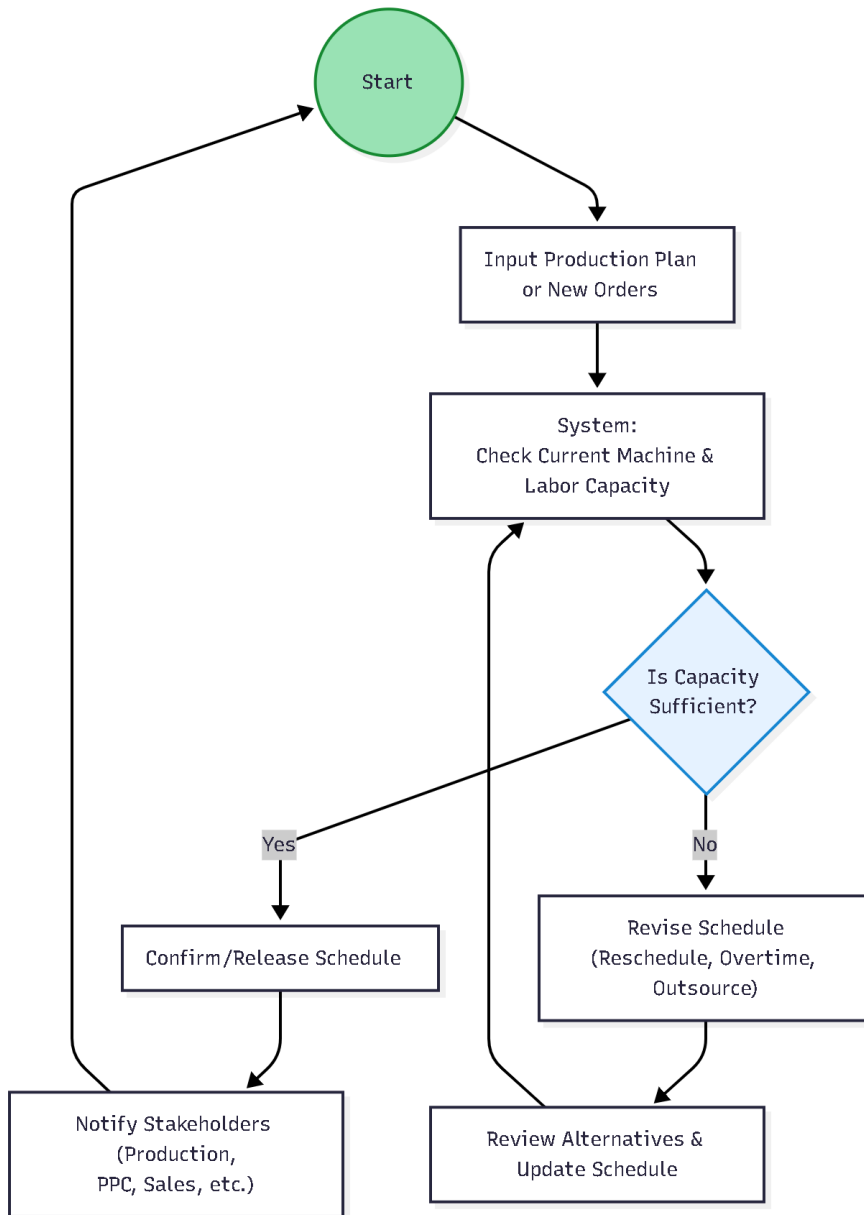 Start
Input Production Plan
or New Orders
System:
Check Current Machine &
Labor Capacity
Is Capacity
Sufficient?
Yes
No
Confirm/Release Schedule
Revise Schedule
(Reschedule, Overtime,
Outsource)
Notify Stakeholders
(Production,
PPC, Sales, etc.)
Review Alternatives &
Update Schedule